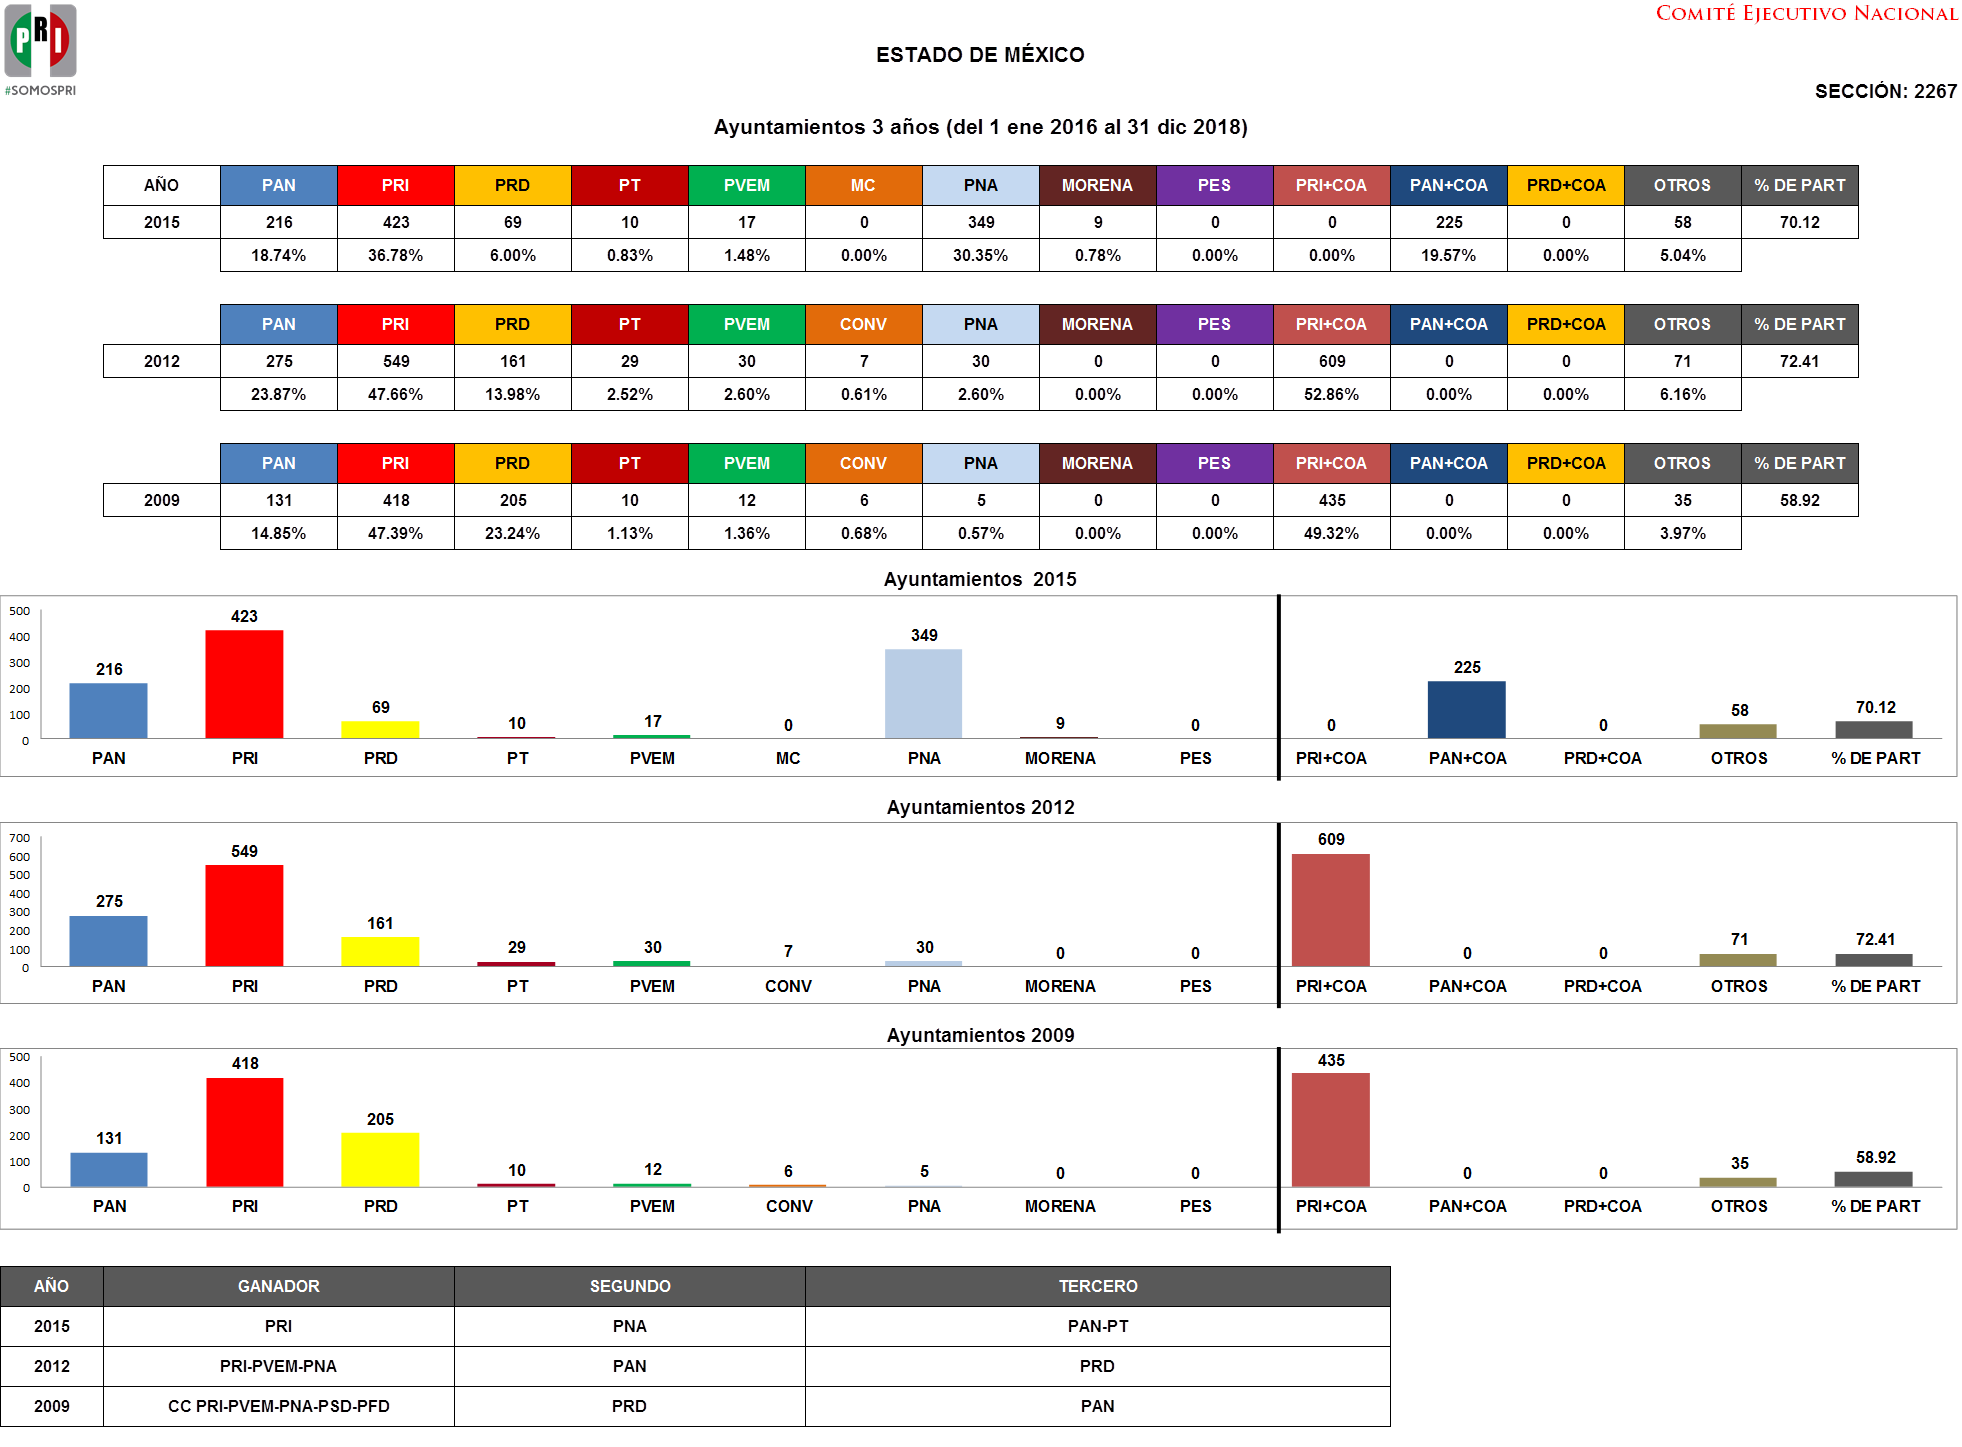 PRI
#SOMOSPRI
COMITÉ EJECUTIVO NACIONAL
ESTADO DE MÉXICO
SECCIÓN: 2267
Ayuntamientos 3 años (del 1 ene 2016 al 31 dic 2018)
AÑO PAN PRI PRD PT PVEM MC PNA MORENA PES PRI+COA PAN+COA PRD+COA OTROS % DE PART
2015 216 423 69 10 17 0 349 9 0 0 225 0 58 70.12
18.74% 36.78% 6.00% 0.83% 1.48% 0.00% 30.35% 0.78% 0.00% 0.00% 19.57% 0.00% 5.04%
PAN PRI PRD PT PVEM CONV PNA MORENA PES PRI+COA PAN+COA PRD+COA OTROS % DE PART
2012 275 549 161 29 30 7 30 0 0 609 0 0 71 72.41
23.87% 47.66% 13.98% 2.52% 2.60% 0.61% 2.60% 0.00% 0.00% 52.86% 0.00% 0.00% 6.16%
PAN PRI PRD PT PVEM CONV PNA MORENA PES PRI+COA PAN+COA PRD+COA OTROS % DE PART
2009 131 418 205 10 12 6 5 0 0 435 0 0 35 58.92
14.85% 47.39% 23.24% 1.13% 1.36% 0.68% 0.57% 0.00% 0.00% 49.32% 0.00% 0.00% 3.97%
Ayuntamientos 2015
500
400
300
200
100
0
216 423 69 10 17 0 349 9 0 0 225 0 58 70.12
PAN PRI PRD PT PVEM MC PNA MORENA PES PRI+COA PAN+COA PRD+COA OTROS % DE PART
Ayuntamientos 2012
700
600
500
400
300
200
100
0
275 549 161 29 30 7 30 0 0 609 0 0 71 72.41
PAN PRI PRD PT PVEM CONV PNA MORENA PES PRI+COA PAN+COA PRD+COA OTROS % DE PART
Ayuntamientos 2009
500
400
300
200
100
0
131 418 205 10 12 6 5 0 0 435 0 0 35 58.92
PAN PRI PRD PT PVEM CONV PNA MORENA PES PRI+COA PAN+COA PRD+COA OTROS % DE PART
AÑO GANADOR SEGUNDO TERCERO
2015 PRI PNA PAN-PT
2012 PRI-PVEM-PNA PAN PRD
2009 CC PRI-PVEM-PNA-PSD-PFD PRD PAN